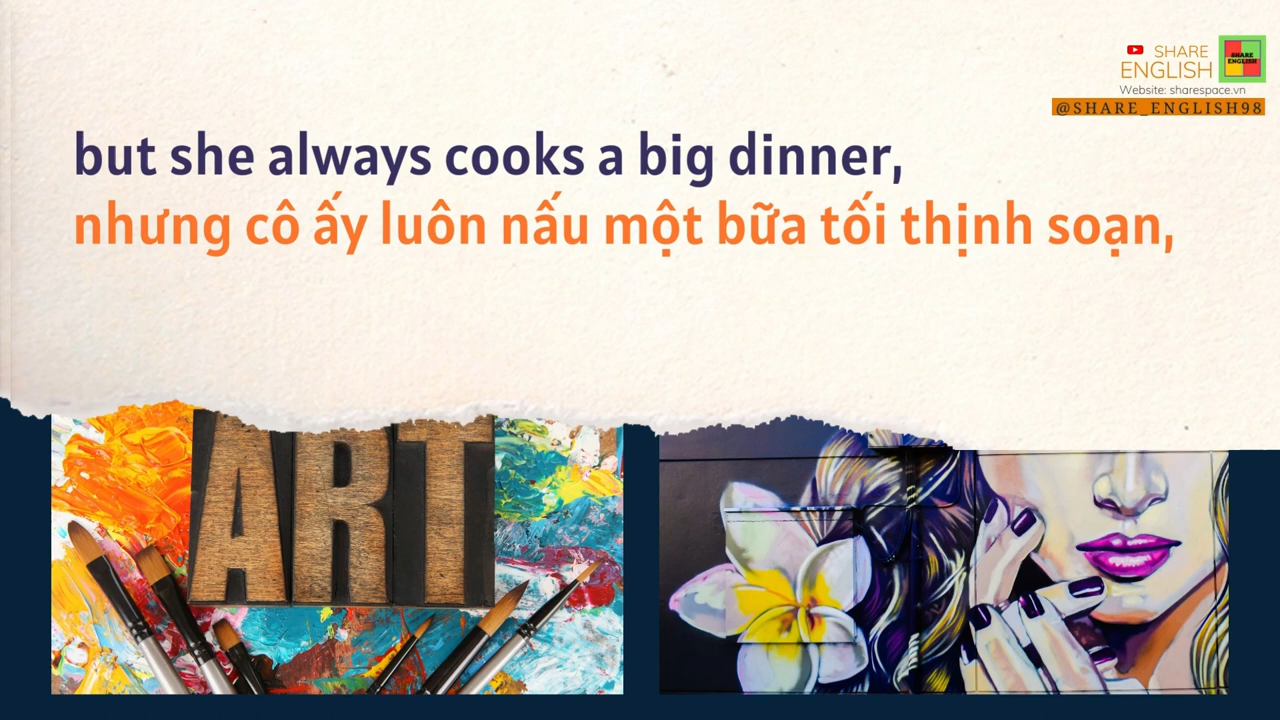 SHARE
ENGLISH
SHARE
ENGLISH
Website: sharespace.vn
@SHARE_ENGLISH98
but she always cooks a big dinner,
nhưng cô ấy luôn nấu một bữa tối thịnh soạn,
ART